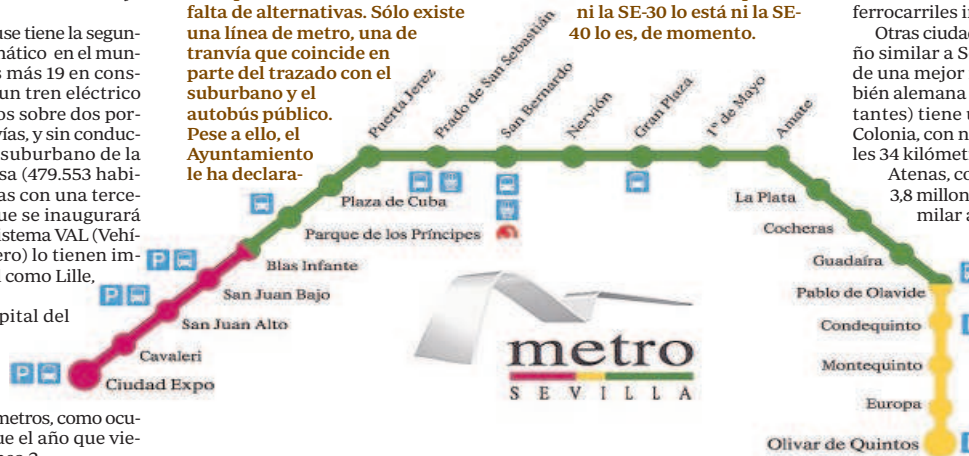 use tiene la segun-
mático en el mun-
s más 19 en cons-
un tren eléctrico
os sobre dos por-
vías, y sin conduc-
suburbano de la
sa (479.553 habi-
as con una terce-
ue se inaugurará
istema VAL (Vehí-
ero) lo tienen im-
l como Lille,
pital del
metros, como ocu-
ue el año que vie-
falta de alternativas. Sólo existe
una línea de metro, una de
tranvía que coincide en
parte del trazado con el
suburbano y el
autobús público.
Pese a ello, el
Ayuntamiento
le ha declara-
ni la SE-30 lo está ni la SE-
40 lo es, de momento.
ferrocarriles in
Otras ciudad
ño similar a S
de una mejor
bién alemana
tantes) tiene u
Colonia, con n
les 34 kilómetr
Atenas, co
3,8 millon
milar a
Ciudad Expo
Cavaleri
San Juan Alto
San Juan Bajo
Blas Infante
Parque de los Príncipes
Plaza de Cuba
Puerta Jerez
Prado de San Sebastián
San Bernardo
Nervión
Gran Plaza
1º de Mayo
Amate
La Plata
Cocheras
Guadaíra
Pablo de Olavide
Condequinto
Montequinto
Europa
Olivar de Quintos
P
P
P
metro
SEVILLA